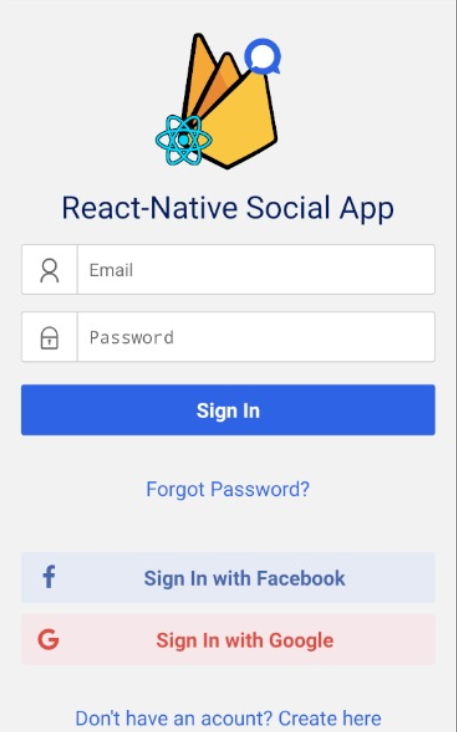 React-Native Social App
Email
Password
Sign In
Forgot Password?
Sign In with Facebook
Sign In with Google
Don't have an acount? Create here